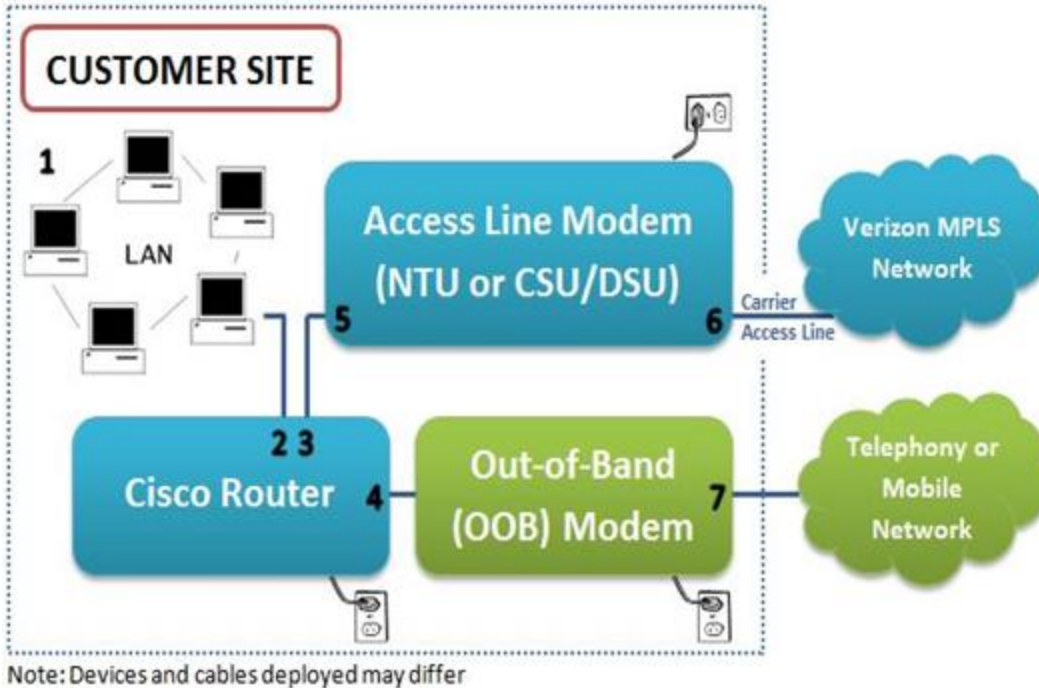 CUSTOMER SITE
1
LAN
Access Line Modem
(NTU or CSU/DSU)
5
6
Carrier
Access Line
Verizon MPLS
Network
2 3
Cisco Router
4
Out-of-Band
(OOB) Modem
7
Telephony or
Mobile
Network
Note: Devices and cables deployed may differ